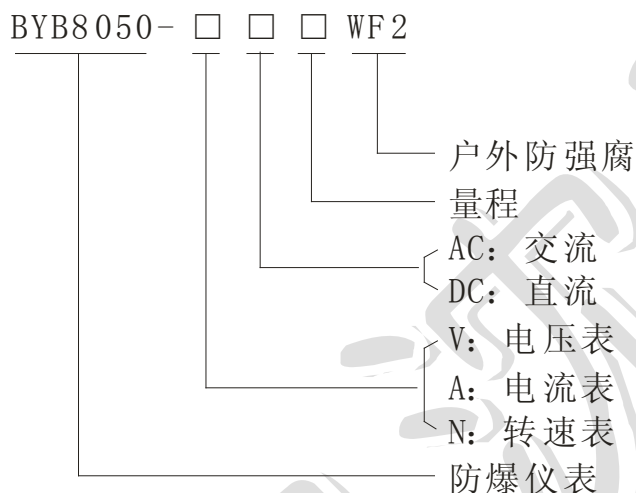 BYB8050- □ □ □ WF2
户外防强腐
量程
AC: 交流
DC: 直流
V: 电压表
A: 电流表
N: 转速表
防爆仪表